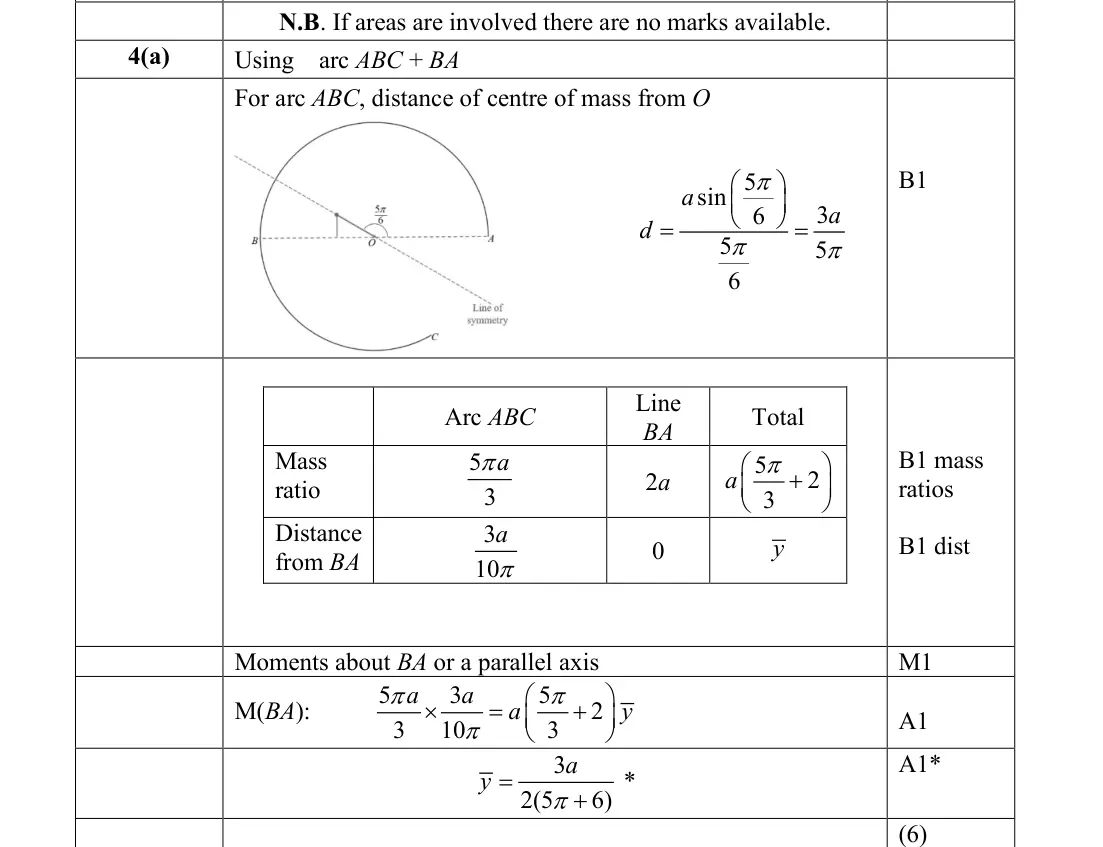 N.B. If areas are involved there are no marks available.
4(a)
Using arc ABC + BA
For arc ABC, distance of centre of mass from O
B1
5π/6
B
O
A
C
Line of
symmetry
d = (a sin(5π/6))/(5π/6) = 3a/5π
Arc ABC
Line
BA
Total
Mass
ratio
5πa/3
2a
a(5π/3 + 2)
B1 mass
ratios
Distance
from BA
3a/10π
0
y̅
B1 dist
Moments about BA or a parallel axis
M1
M(BA): 5πa/3 × 3a/10π = a(5π/3 + 2)y̅
A1
y̅ = 3a/2(5π + 6) *
A1*
(6)